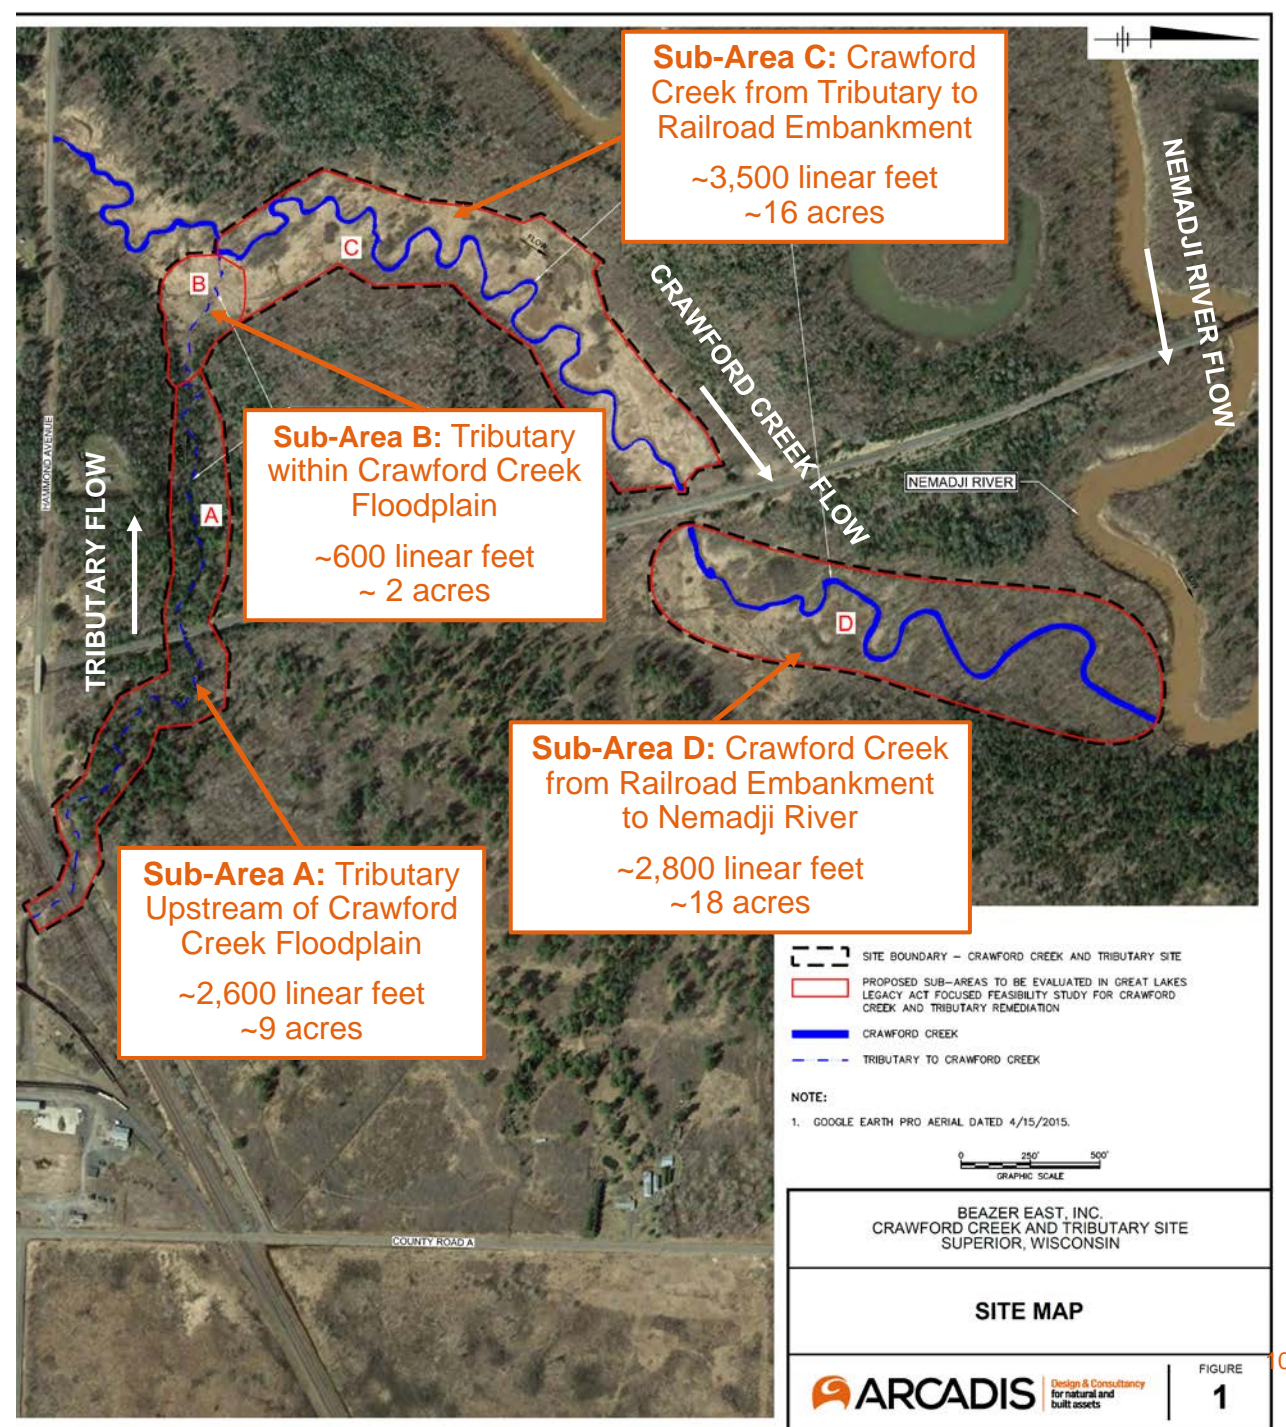 Sub-Area C: Crawford
Creek from Tributary to
Railroad Embankment
~3,500 linear feet
~16 acres
NEMADJI RIVER FLOW
C
FLOW
B
CRAWFORD CREEK FLOW
HAMMOND AVENUE
TRIBUTARY FLOW
Sub-Area B: Tributary
within Crawford Creek
Floodplain
~600 linear feet
~ 2 acres
NEMADJI RIVER
A
D
Sub-Area D: Crawford Creek
from Railroad Embankment
to Nemadji River
~2,800 linear feet
~18 acres
Sub-Area A: Tributary
Upstream of Crawford
Creek Floodplain
~2,600 linear feet
~9 acres
SITE BOUNDARY – CRAWFORD CREEK AND TRIBUTARY SITE
PROPOSED SUB–AREAS TO BE EVALUATED IN GREAT LAKES
LEGACY ACT FOCUSED FEASIBILITY STUDY FOR CRAWFORD
CREEK AND TRIBUTARY REMEDIATION
CRAWFORD CREEK
TRIBUTARY TO CRAWFORD CREEK
NOTE:
1. GOOGLE EARTH PRO AERIAL DATED 4/15/2015.
0 250' 500'
GRAPHIC SCALE
COUNTY ROAD A
BEAZER EAST, INC.
CRAWFORD CREEK AND TRIBUTARY SITE
SUPERIOR, WISCONSIN
SITE MAP
ARCADIS
Design & Consultancy
for natural and
built assets
FIGURE
1